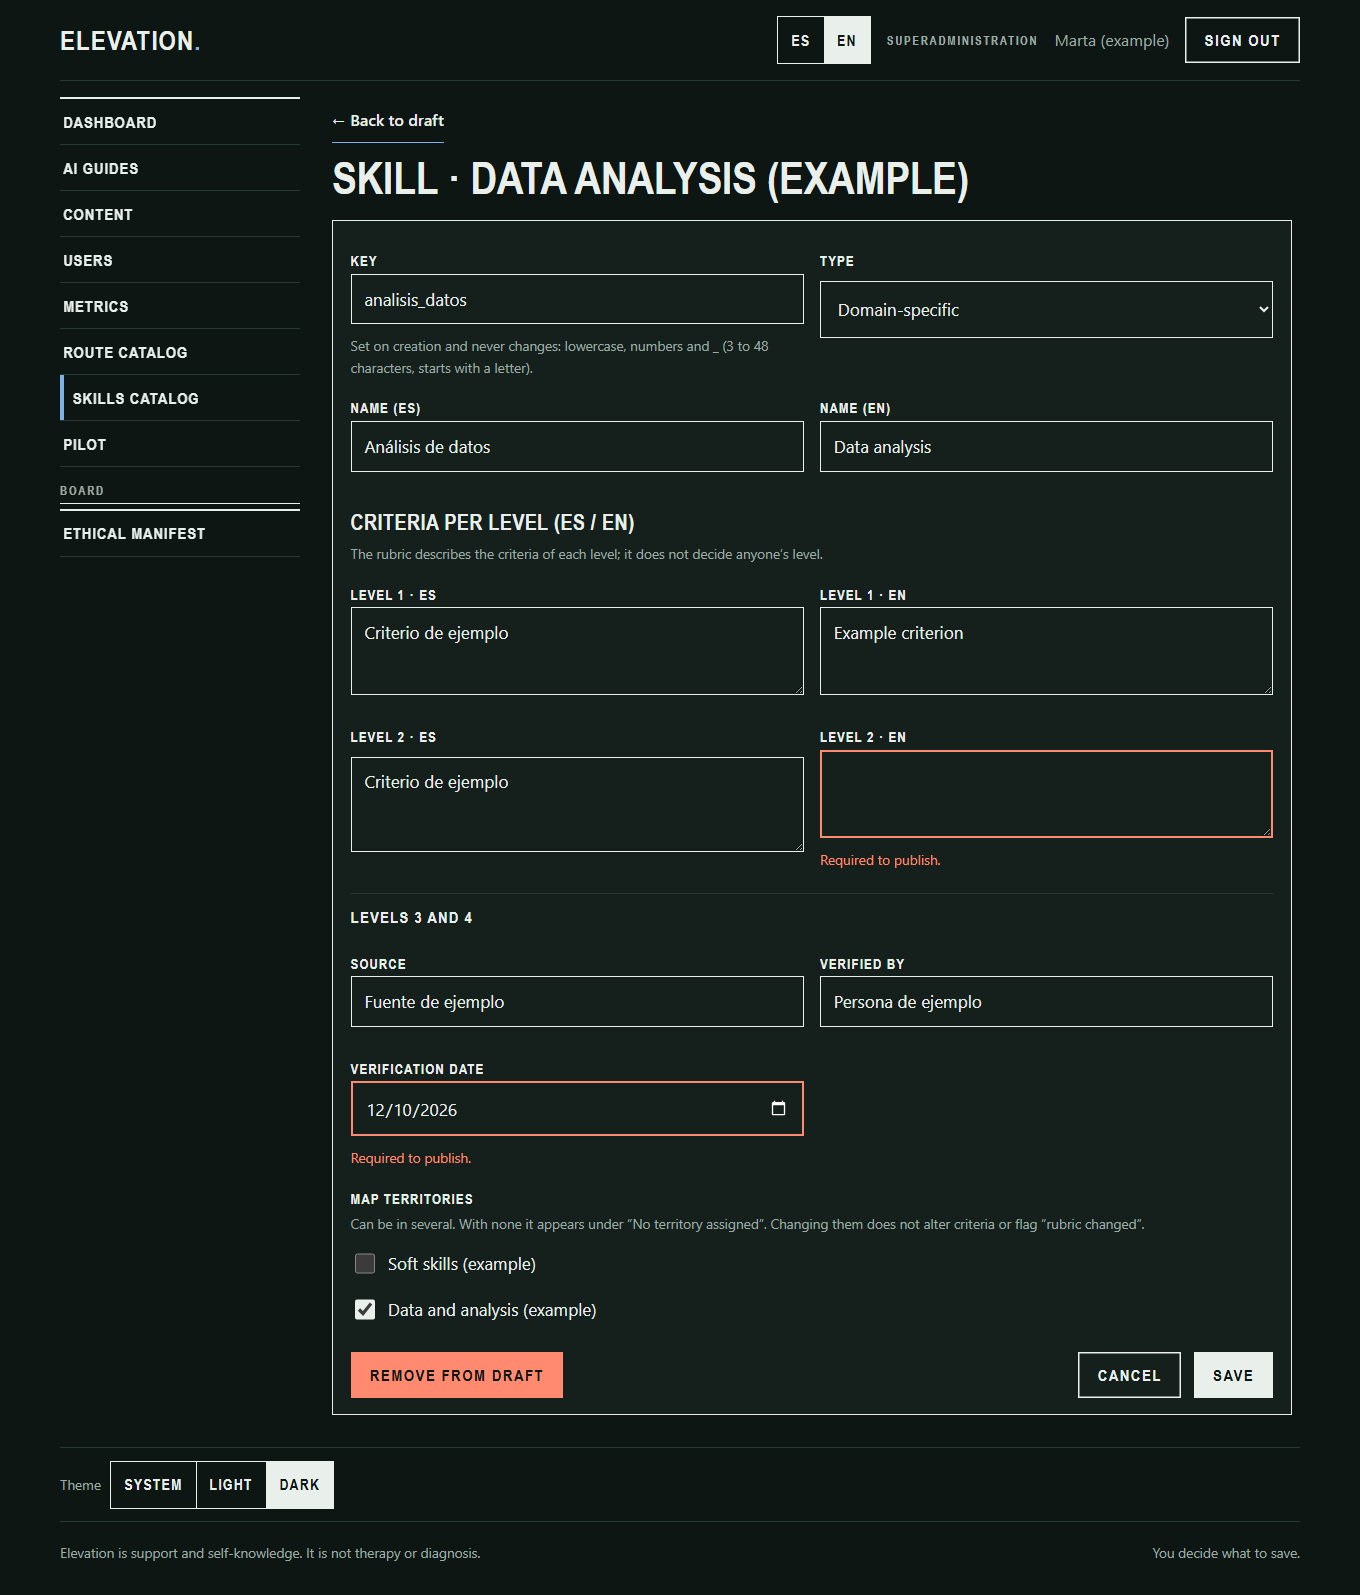 ELEVATION.
ES
EN
SUPERADMINISTRATION
Marta (example)
SIGN OUT
DASHBOARD
AI GUIDES
CONTENT
USERS
METRICS
ROUTE CATALOG
SKILLS CATALOG
PILOT
BOARD
ETHICAL MANIFEST
← Back to draft
SKILL · DATA ANALYSIS (EXAMPLE)
KEY
analisis_datos
Set on creation and never changes: lowercase, numbers and _ (3 to 48
characters, starts with a letter).
TYPE
Domain-specific
NAME (ES)
Análisis de datos
NAME (EN)
Data analysis
CRITERIA PER LEVEL (ES / EN)
The rubric describes the criteria of each level; it does not decide anyone’s level.
LEVEL 1 · ES
Criterio de ejemplo
LEVEL 1 · EN
Example criterion
LEVEL 2 · ES
Criterio de ejemplo
LEVEL 2 · EN
Required to publish.
LEVELS 3 AND 4
SOURCE
Fuente de ejemplo
VERIFIED BY
Persona de ejemplo
VERIFICATION DATE
12/10/2026
Required to publish.
MAP TERRITORIES
Can be in several. With none it appears under “No territory assigned”. Changing them does not alter criteria or flag “rubric changed”.
Soft skills (example)
Data and analysis (example)
REMOVE FROM DRAFT
CANCEL
SAVE
Theme
SYSTEM
LIGHT
DARK
Elevation is support and self-knowledge. It is not therapy or diagnosis.
You decide what to save.